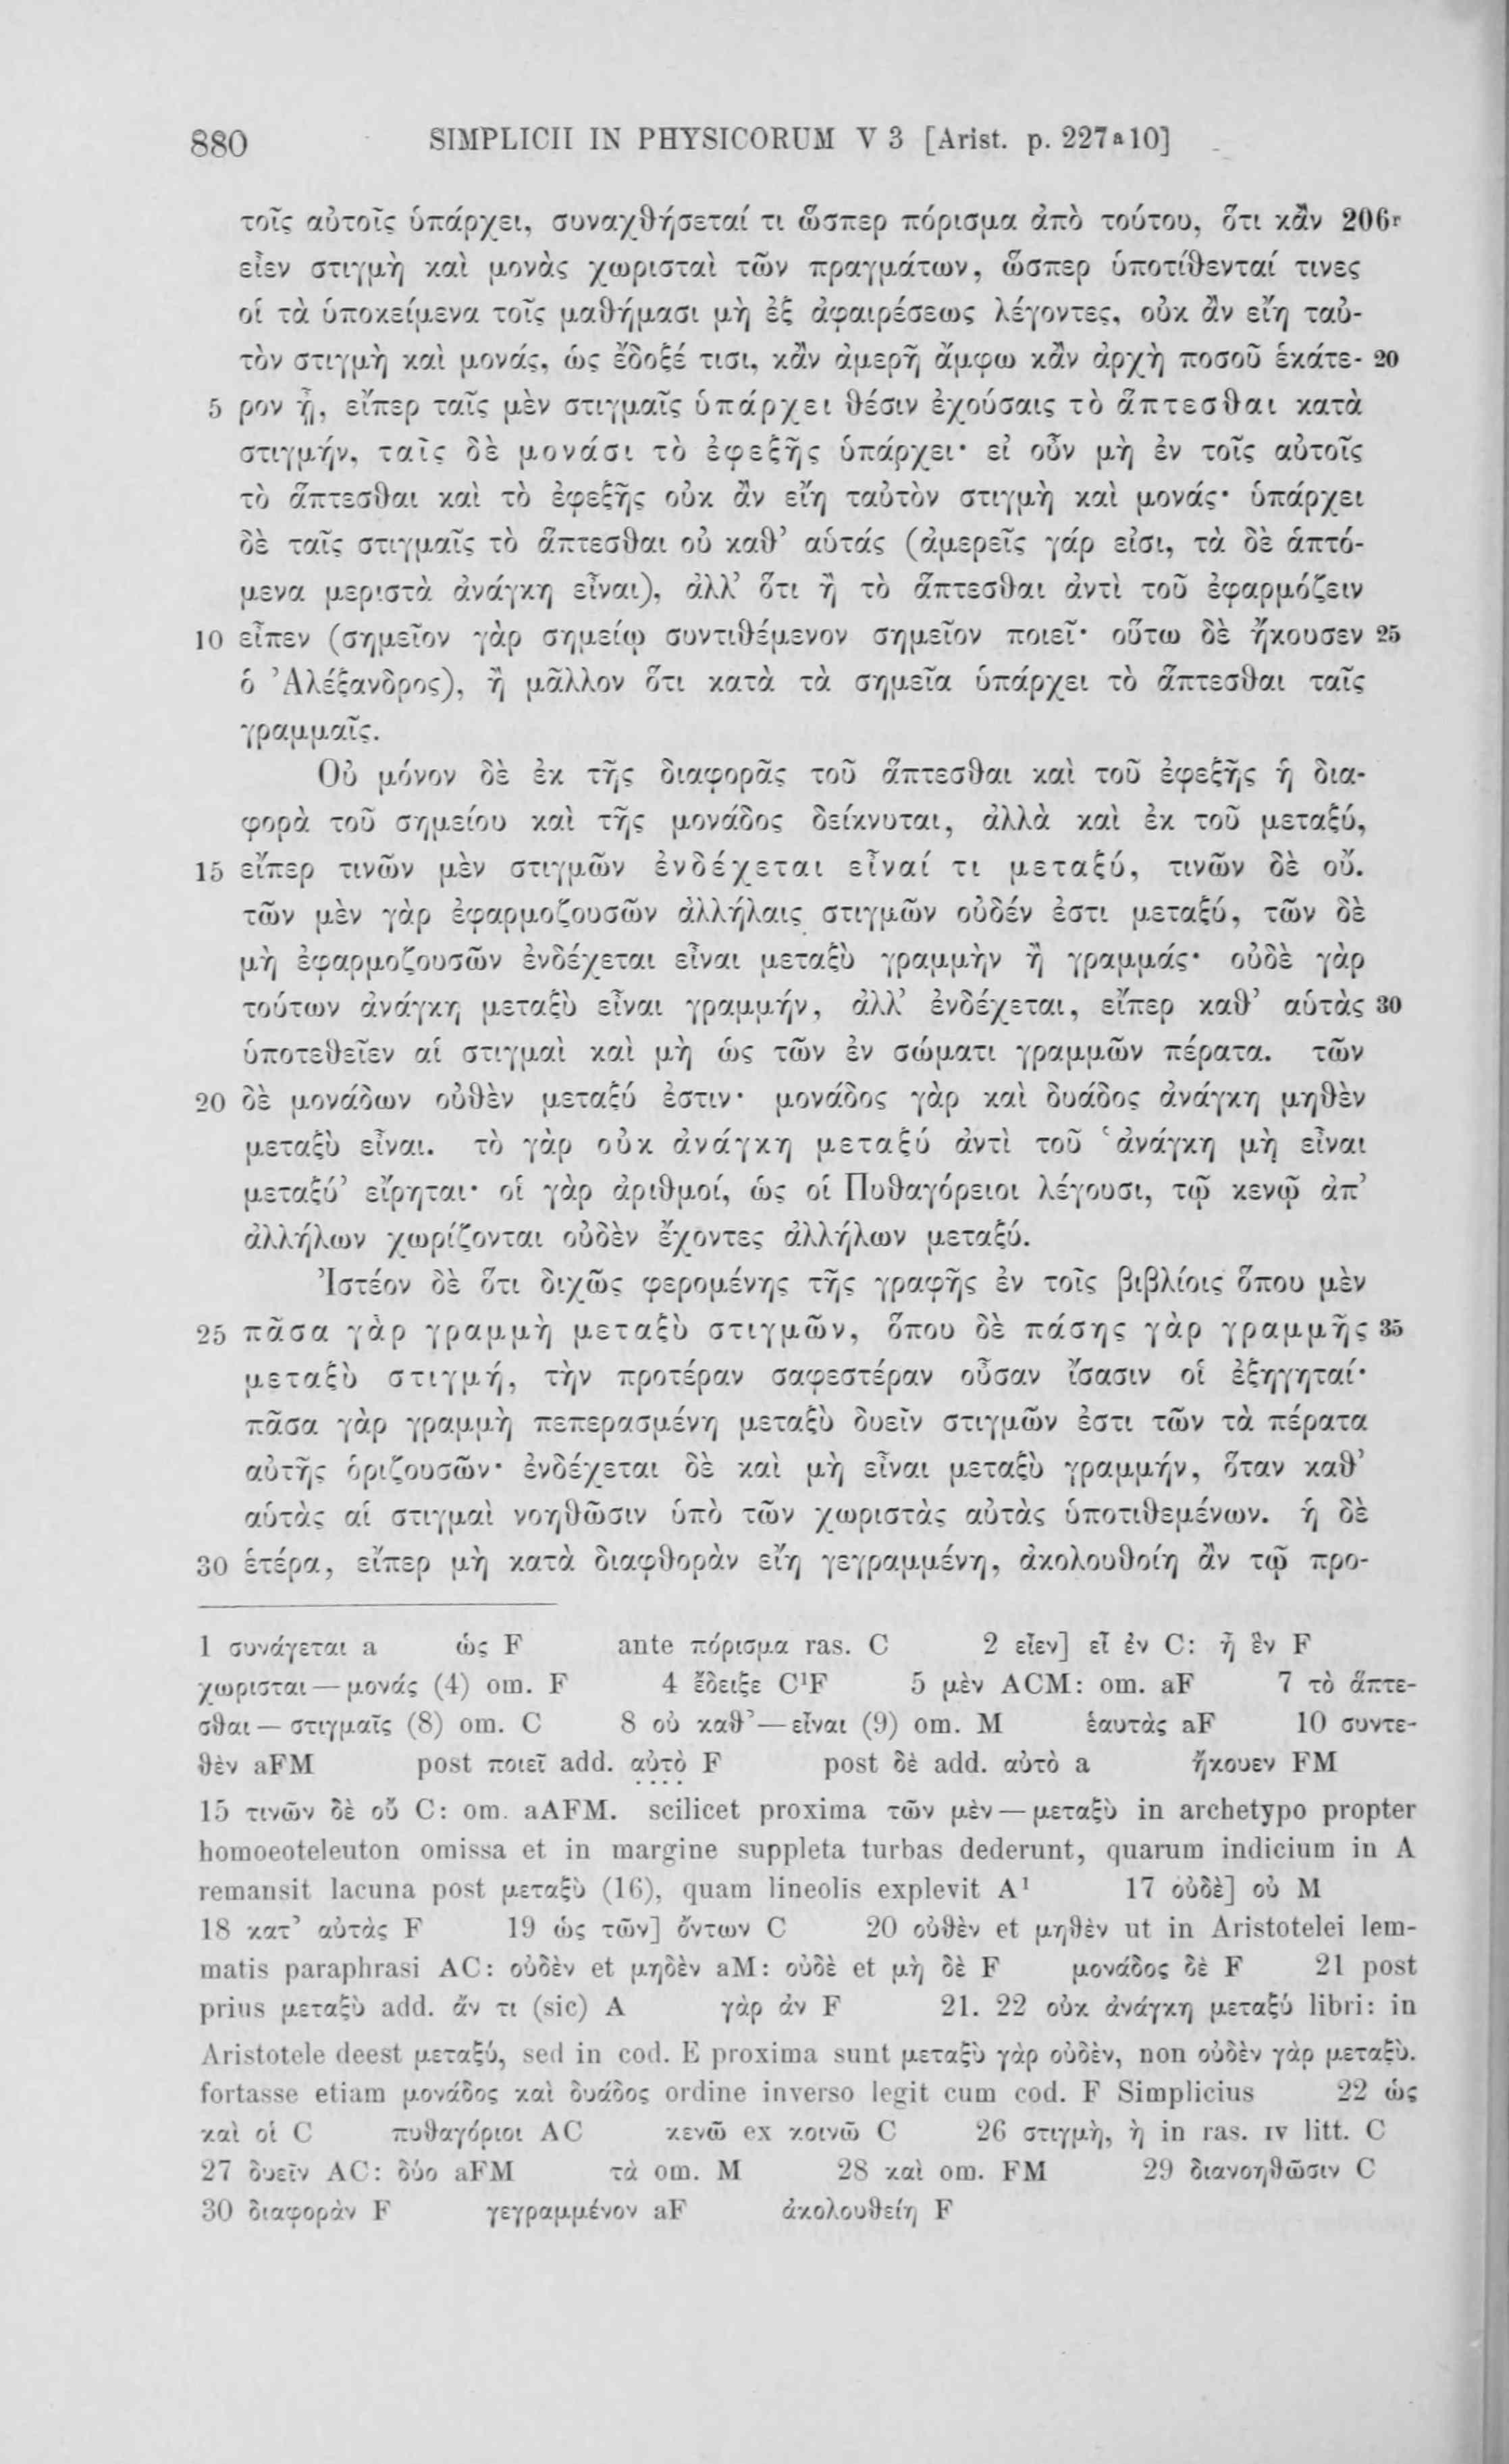 880 SIMPLICII IN PHYSICORUM V 3 [Arist. p. 227a10]
τοῖς αὐτοῖς ὑπάρχει, συναχθήσεταί τι ὥσπερ πόρισμα ἀπὸ τούτου, ὅτι κἂν 206r
εἶεν στιγμὴ καὶ μονὰς χωρισταὶ τῶν πραγμάτων, ὥσπερ ὑποτίθενταί τινες
οἱ τὰ ὑποκείμενα τοῖς μαθήμασι μὴ ἐξ ἀφαιρέσεως λέγοντες, οὐκ ἂν εἴη ταὐ-
τὸν στιγμὴ καὶ μονάς, ὡς ἔδοξέ τισι, κἂν ἀμερῆ ἄμφω κἂν ἀρχὴ ποσοῦ ἑκάτε- 20
5 ρον ᾖ, εἴπερ ταῖς μὲν στιγμαῖς ὑπάρχει θέσιν ἐχούσαις τὸ ἅπτεσθαι κατὰ
στιγμήν, ταῖς δὲ μονάσι τὸ ἐφεξῆς ὑπάρχει· εἰ οὖν μὴ ἐν τοῖς αὐτοῖς
τὸ ἅπτεσθαι καὶ τὸ ἐφεξῆς οὐκ ἂν εἴη ταὐτὸν στιγμὴ καὶ μονάς· ὑπάρχει
δὲ ταῖς στιγμαῖς τὸ ἅπτεσθαι οὐ καθ’ αὑτάς (ἀμερεῖς γάρ εἰσι, τὰ δὲ ἁπτό-
μενα μεριστὰ ἀνάγκη εἶναι), ἀλλ’ ὅτι ἢ τὸ ἅπτεσθαι ἀντὶ τοῦ ἐφαρμόζειν
10 εἶπεν (σημεῖον γὰρ σημείῳ συντιθέμενον σημεῖον ποιεῖ· οὕτω δὲ ἤκουσεν 25
ὁ Ἀλέξανδρος), ἢ μᾶλλον ὅτι κατὰ τὰ σημεῖα ὑπάρχει τὸ ἅπτεσθαι ταῖς
γραμμαῖς.
Οὐ μόνον δὲ ἐκ τῆς διαφορᾶς τοῦ ἅπτεσθαι καὶ τοῦ ἐφεξῆς ἡ δια-
φορὰ τοῦ σημείου καὶ τῆς μονάδος δείκνυται, ἀλλὰ καὶ ἐκ τοῦ μεταξύ,
15 εἴπερ τινῶν μὲν στιγμῶν ἐνδέχεται εἶναί τι μεταξύ, τινῶν δὲ οὔ.
τῶν μὲν γὰρ ἐφαρμοζουσῶν ἀλλήλαις στιγμῶν οὐδέν ἐστι μεταξύ, τῶν δὲ
μὴ ἐφαρμοζουσῶν ἐνδέχεται εἶναι μεταξὺ γραμμὴν ἢ γραμμάς· οὐδὲ γὰρ
τούτων ἀνάγκη μεταξὺ εἶναι γραμμήν, ἀλλ’ ἐνδέχεται, εἴπερ καθ’ αὑτὰς 30
ὑποτεθεῖεν αἱ στιγμαὶ καὶ μὴ ὡς τῶν ἐν σώματι γραμμῶν πέρατα. τῶν
20 δὲ μονάδων οὐθὲν μεταξύ ἐστιν· μονάδος γὰρ καὶ δυάδος ἀνάγκη μηθὲν
μεταξὺ εἶναι. τὸ γὰρ οὐκ ἀνάγκη μεταξύ ἀντὶ τοῦ ‘ἀνάγκη μὴ εἶναι
μεταξύ’ εἴρηται· οἱ γὰρ ἀριθμοί, ὡς οἱ Πυθαγόρειοι λέγουσι, τῷ κενῷ ἀπ’
ἀλλήλων χωρίζονται οὐδὲν ἔχοντες ἀλλήλων μεταξύ.
Ἰστέον δὲ ὅτι διχῶς φερομένης τῆς γραφῆς ἐν τοῖς βιβλίοις ὅπου μὲν
25 πᾶσα γὰρ γραμμὴ μεταξὺ στιγμῶν, ὅπου δὲ πάσης γὰρ γραμμῆς 35
μεταξὺ στιγμή, τὴν προτέραν σαφεστέραν οὖσαν ἴσασιν οἱ ἐξηγηταί·
πᾶσα γὰρ γραμμὴ πεπερασμένη μεταξὺ δυεῖν στιγμῶν ἐστι τῶν τὰ πέρατα
αὐτῆς ὁριζουσῶν· ἐνδέχεται δὲ καὶ μὴ εἶναι μεταξὺ γραμμήν, ὅταν καθ’
αὑτὰς αἱ στιγμαὶ νοηθῶσιν ὑπὸ τῶν χωριστὰς αὐτὰς ὑποτιθεμένων. ἡ δὲ
30 ἑτέρα, εἴπερ μὴ κατὰ διαφθορὰν εἴη γεγραμμένη, ἀκολουθοίη ἂν τῷ προ-
1 συνάγεται a ὡς F ante πόρισμα ras. C 2 εἶεν] εἶ ἐν C: ᾖ ἓν F
χωρισταὶ — μονάς (4) om. F 4 ἔδειξε C¹F 5 μὲν ACM: om. aF 7 τὸ ἅπτε-
σθαι — στιγμαῖς (8) om. C 8 οὐ καθ’ — εἶναι (9) om. M ἑαυτὰς aF 10 συντε-
θὲν aFM post ποιεῖ add. αὐτὸ F post δὲ add. αὐτὸ a ἤκουεν FM
15 τινῶν δὲ οὔ C: om. aAFM. scilicet proxima τῶν μὲν — μεταξὺ in archetypo propter
homoeoteleuton omissa et in margine suppleta turbas dederunt, quarum indicium in A
remansit lacuna post μεταξὺ (16), quam lineolis explevit A¹ 17 οὐδὲ] οὐ M
18 κατ’ αὐτὰς F 19 ὡς τῶν] ὄντων C 20 οὐθὲν et μηθὲν ut in Aristotelei lem-
matis paraphrasi AC: οὐδὲν et μηδὲν aM: οὐδὲ et μὴ δὲ F μονάδος δὲ F 21 post
prius μεταξὺ add. ἄν τι (sic) A γὰρ ἀν F 21. 22 οὐκ ἀνάγκη μεταξύ libri: in
Aristotele deest μεταξύ, sed in cod. E proxima sunt μεταξὺ γὰρ οὐδὲν, non οὐδὲν γὰρ μεταξὺ.
fortasse etiam μονάδος καὶ δυάδος ordine inverso legit cum cod. F Simplicius 22 ὡς
καὶ οἱ C πυθαγόριοι AC κενῶ ex κοινῶ C 26 στιγμὴ, ἡ in ras. IV litt. C
27 δυεῖν AC: δύο aFM τὰ om. M 28 καὶ om. FM 29 διανοηθῶσιν C
30 διαφορὰν F γεγραμμένον aF ἀκολουθείη F